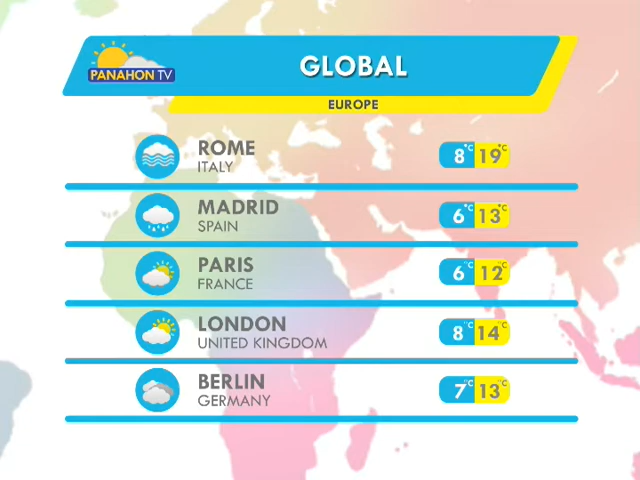 PANAHON TV
GLOBAL
EUROPE
ROME
ITALY
8°C 19°C
MADRID
SPAIN
6°C 13°C
PARIS
FRANCE
6°C 12°C
LONDON
UNITED KINGDOM
8°C 14°C
BERLIN
GERMANY
7°C 13°C